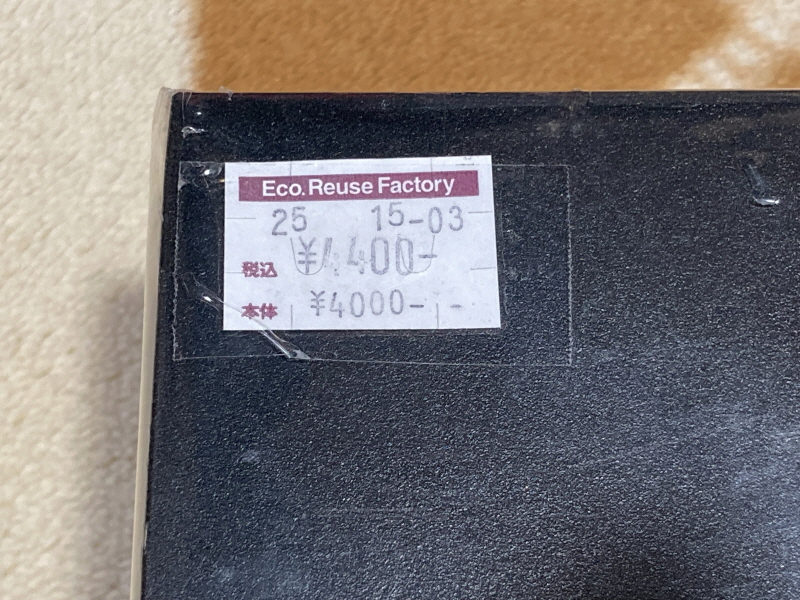 Eco. Reuse Factory
25 15-03
税込 ¥4400-
本体 ¥4000- -